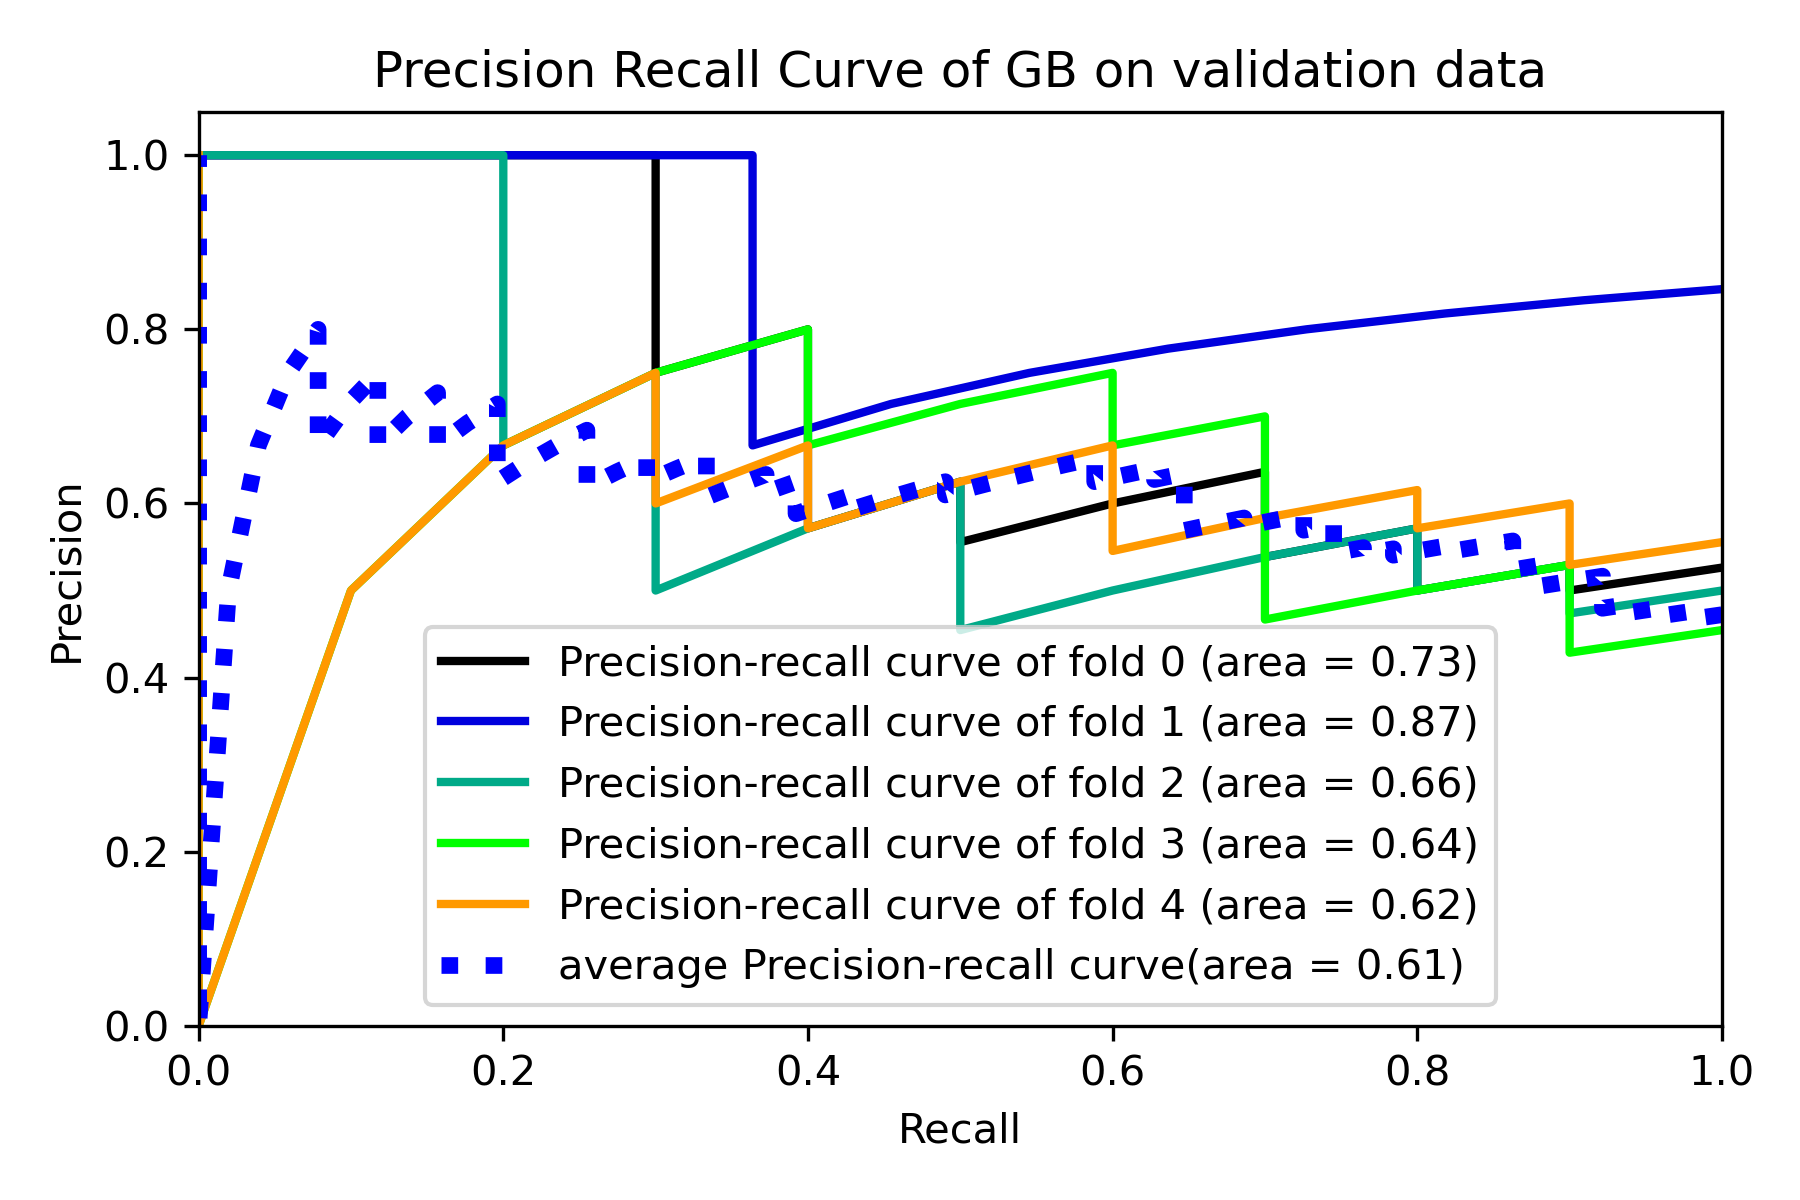 Precision Recall Curve of GB on validation data
Precision
1.0
0.8
0.6
0.4
0.2
0.0
Precision-recall curve of fold 0 (area = 0.73)
Precision-recall curve of fold 1 (area = 0.87)
Precision-recall curve of fold 2 (area = 0.66)
Precision-recall curve of fold 3 (area = 0.64)
Precision-recall curve of fold 4 (area = 0.62)
average Precision-recall curve(area = 0.61)
0.0 0.2 0.4 0.6 0.8 1.0
Recall